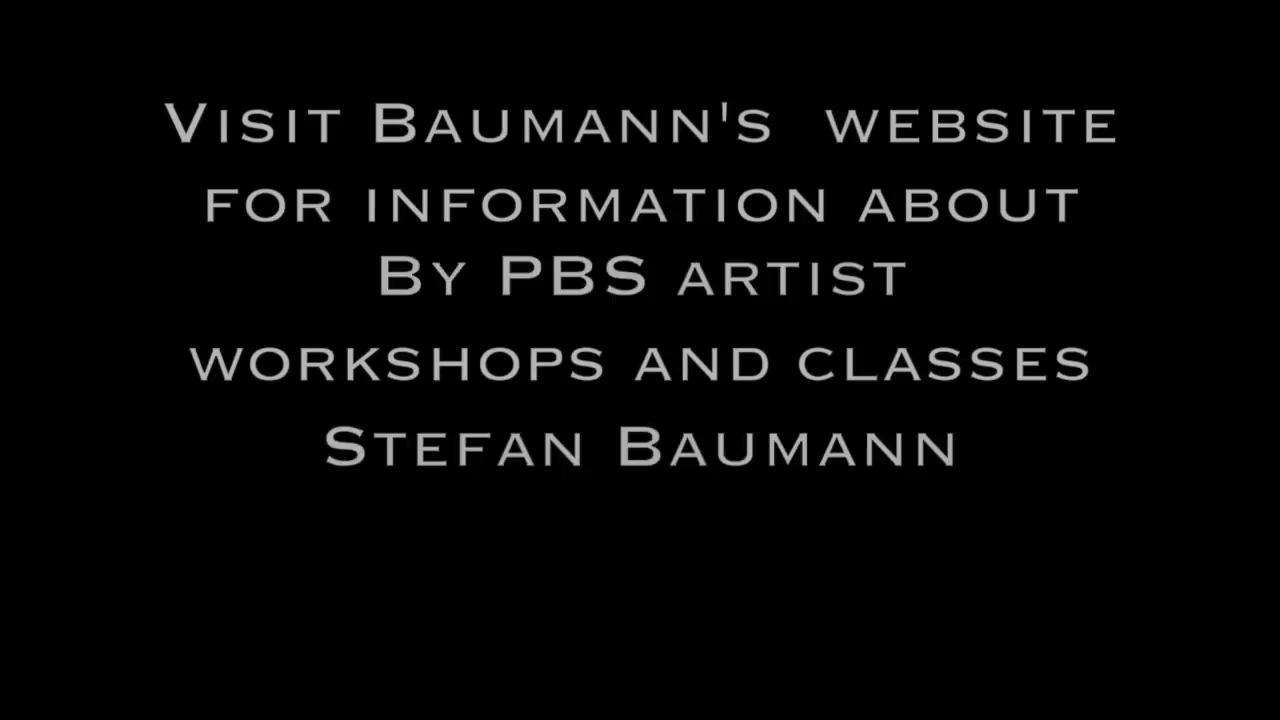 Visit Baumann's website
for information about
By PBS artist
workshops and classes
Stefan Baumann